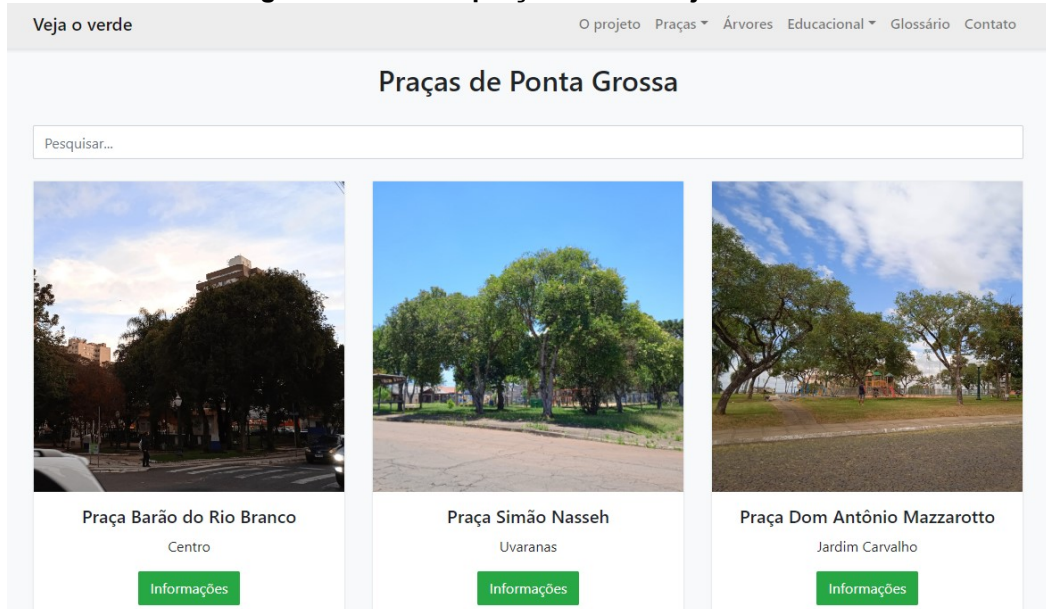 Veja o verde O projeto Praças Árvores Educacional Glossário Contato
Praças de Ponta Grossa
Pesquisar...
Praça Barão do Rio Branco Praça Simão Nasseh Praça Dom Antônio Mazzarotto
Centro Uvaranas Jardim Carvalho
Informações Informações Informações